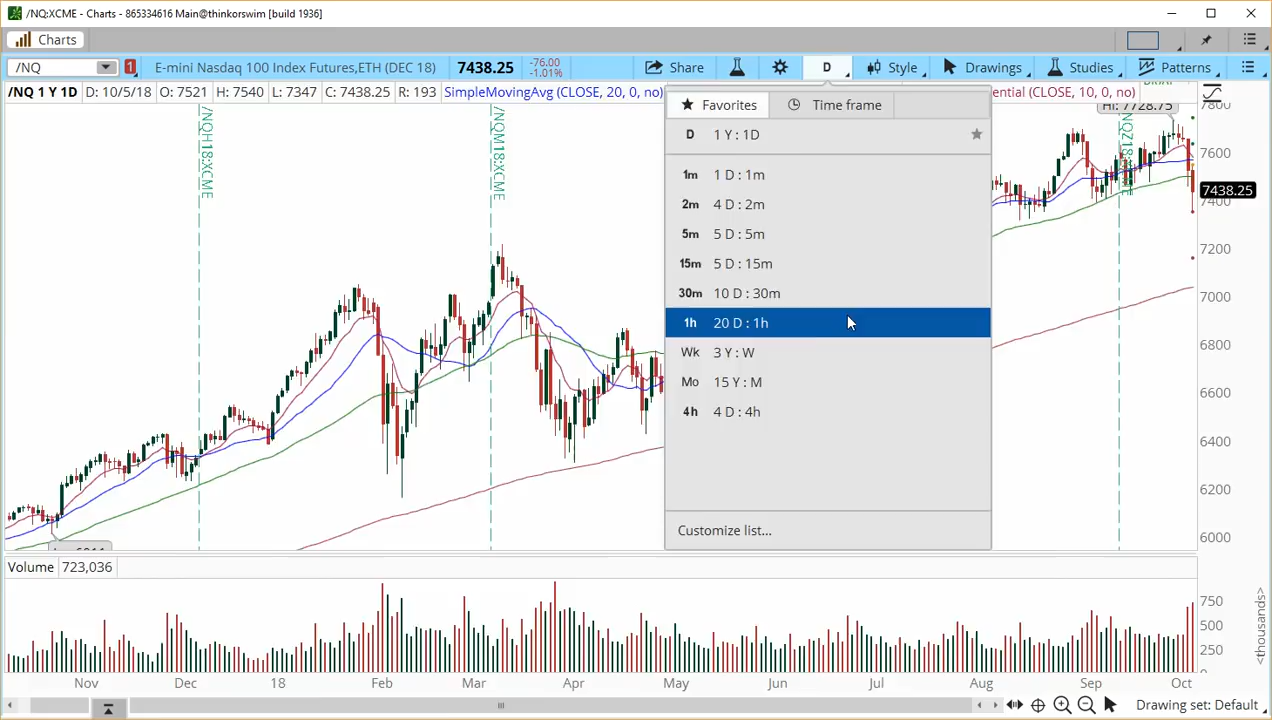 /NQ:XCME - Charts - 865334616 Main@thinkorswim [build 1936]
Charts
/NQ
1
E-mini Nasdaq 100 Index Futures,ETH (DEC 18)
7438.25
-76.00
-1.01%
Share
D
Style
Drawings
Studies
Patterns
/NQ 1 Y 1D
D: 10/5/18
O: 7521
H: 7540
L: 7347
C: 7438.25
R: 193
SimpleMovingAvg (CLOSE, 20, 0, no)
ential (CLOSE, 10, 0, no)
Favorites
Time frame
D 1 Y : 1D
1m 1 D : 1m
2m 4 D : 2m
5m 5 D : 5m
15m 5 D : 15m
30m 10 D : 30m
1h 20 D : 1h
Wk 3 Y : W
Mo 15 Y : M
4h 4 D : 4h
Customize list...
/NQH18:XCME
/NQM18:XCME
Hi: 7728.75
7800
7600
7438.25
7400
7200
7000
6800
6600
6400
6200
6000
Volume
723,036
750
500
250
<thousands>
Nov
Dec
18
Feb
Mar
Apr
May
Jun
Jul
Aug
Sep
Oct
Drawing set: Default